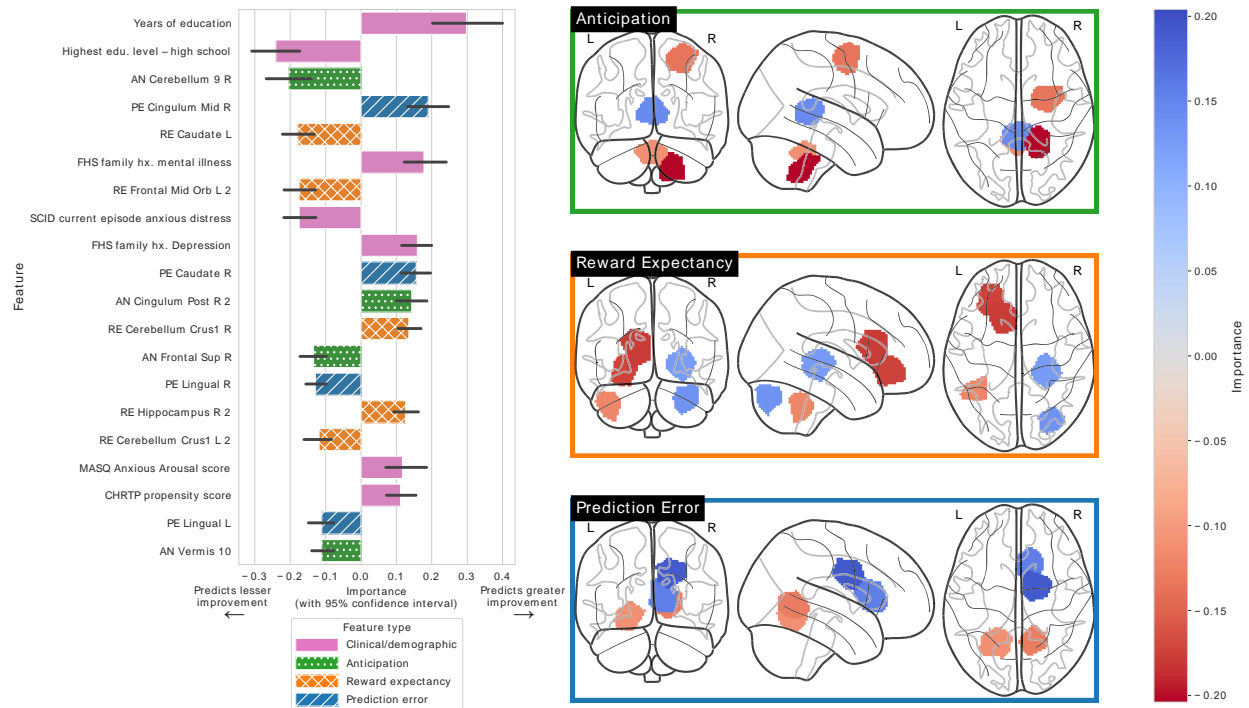 Feature
Years of education
Highest edu. level – high school
AN Cerebellum 9 R
PE Cingulum Mid R
RE Caudate L
FHS family hx. mental illness
RE Frontal Mid Orb L 2
SCID current episode anxious distress
FHS family hx. Depression
PE Caudate R
AN Cingulum Post R 2
RE Cerebellum Crus1 R
AN Frontal Sup R
PE Lingual R
RE Hippocampus R 2
RE Cerebellum Crus1 L 2
MASQ Anxious Arousal score
CHRTP propensity score
PE Lingual L
AN Vermis 10
−0.3 −0.2 −0.1 0.0 0.1 0.2 0.3 0.4
Predicts lesser improvement
←
Importance
(with 95% confidence interval)
Predicts greater improvement
→
Feature type
Clinical/demographic
Anticipation
Reward expectancy
Prediction error
Anticipation
L R L R
Reward Expectancy
L R L R
Prediction Error
L R L R
0.20
0.15
0.10
0.05
0.00
−0.05
−0.10
−0.15
−0.20
Importance